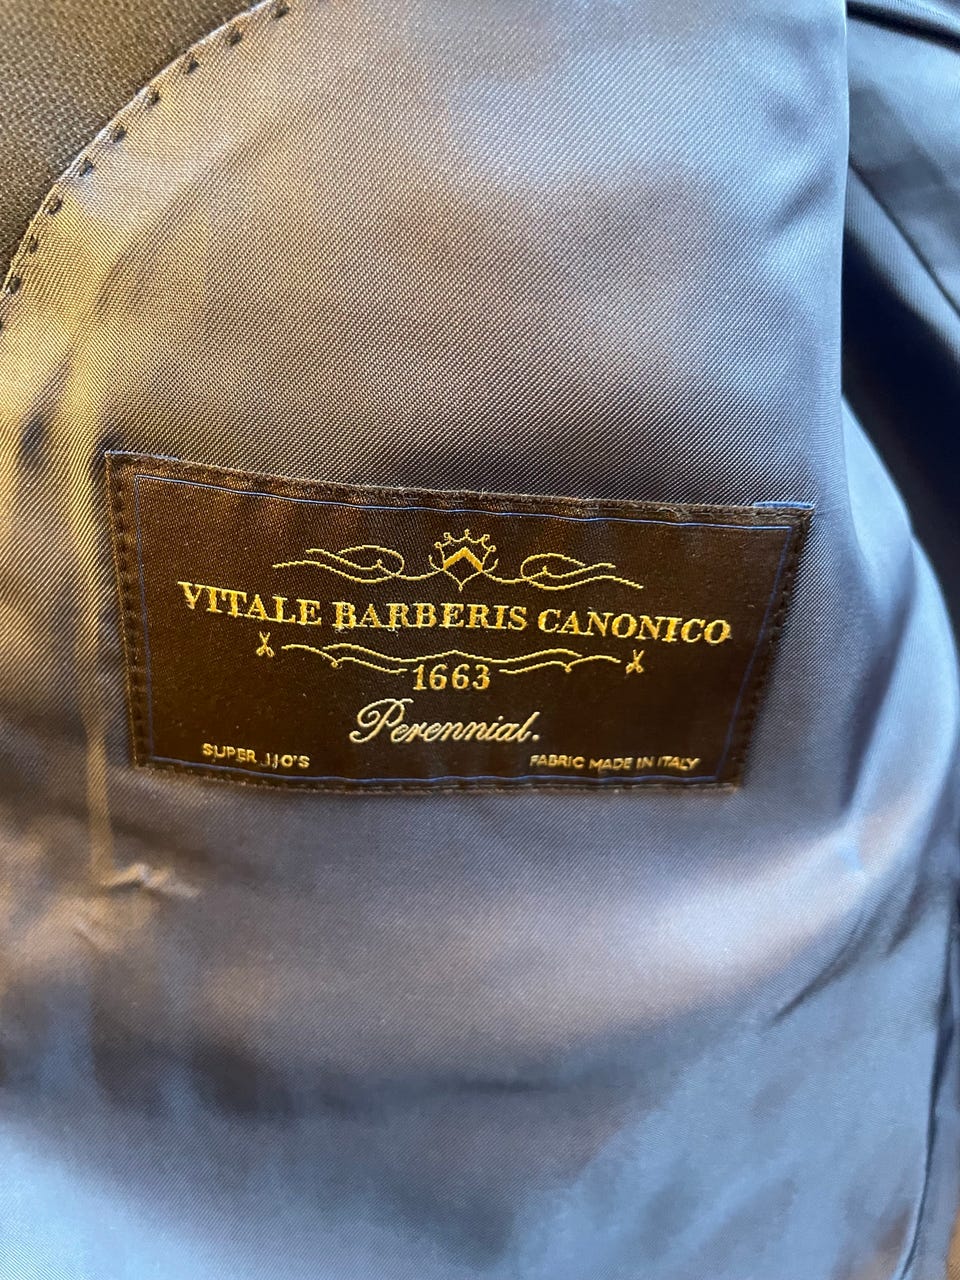 VITALE BARBERIS CANONICO
1663
Perennial.
SUPER 110'S
FABRIC MADE IN ITALY